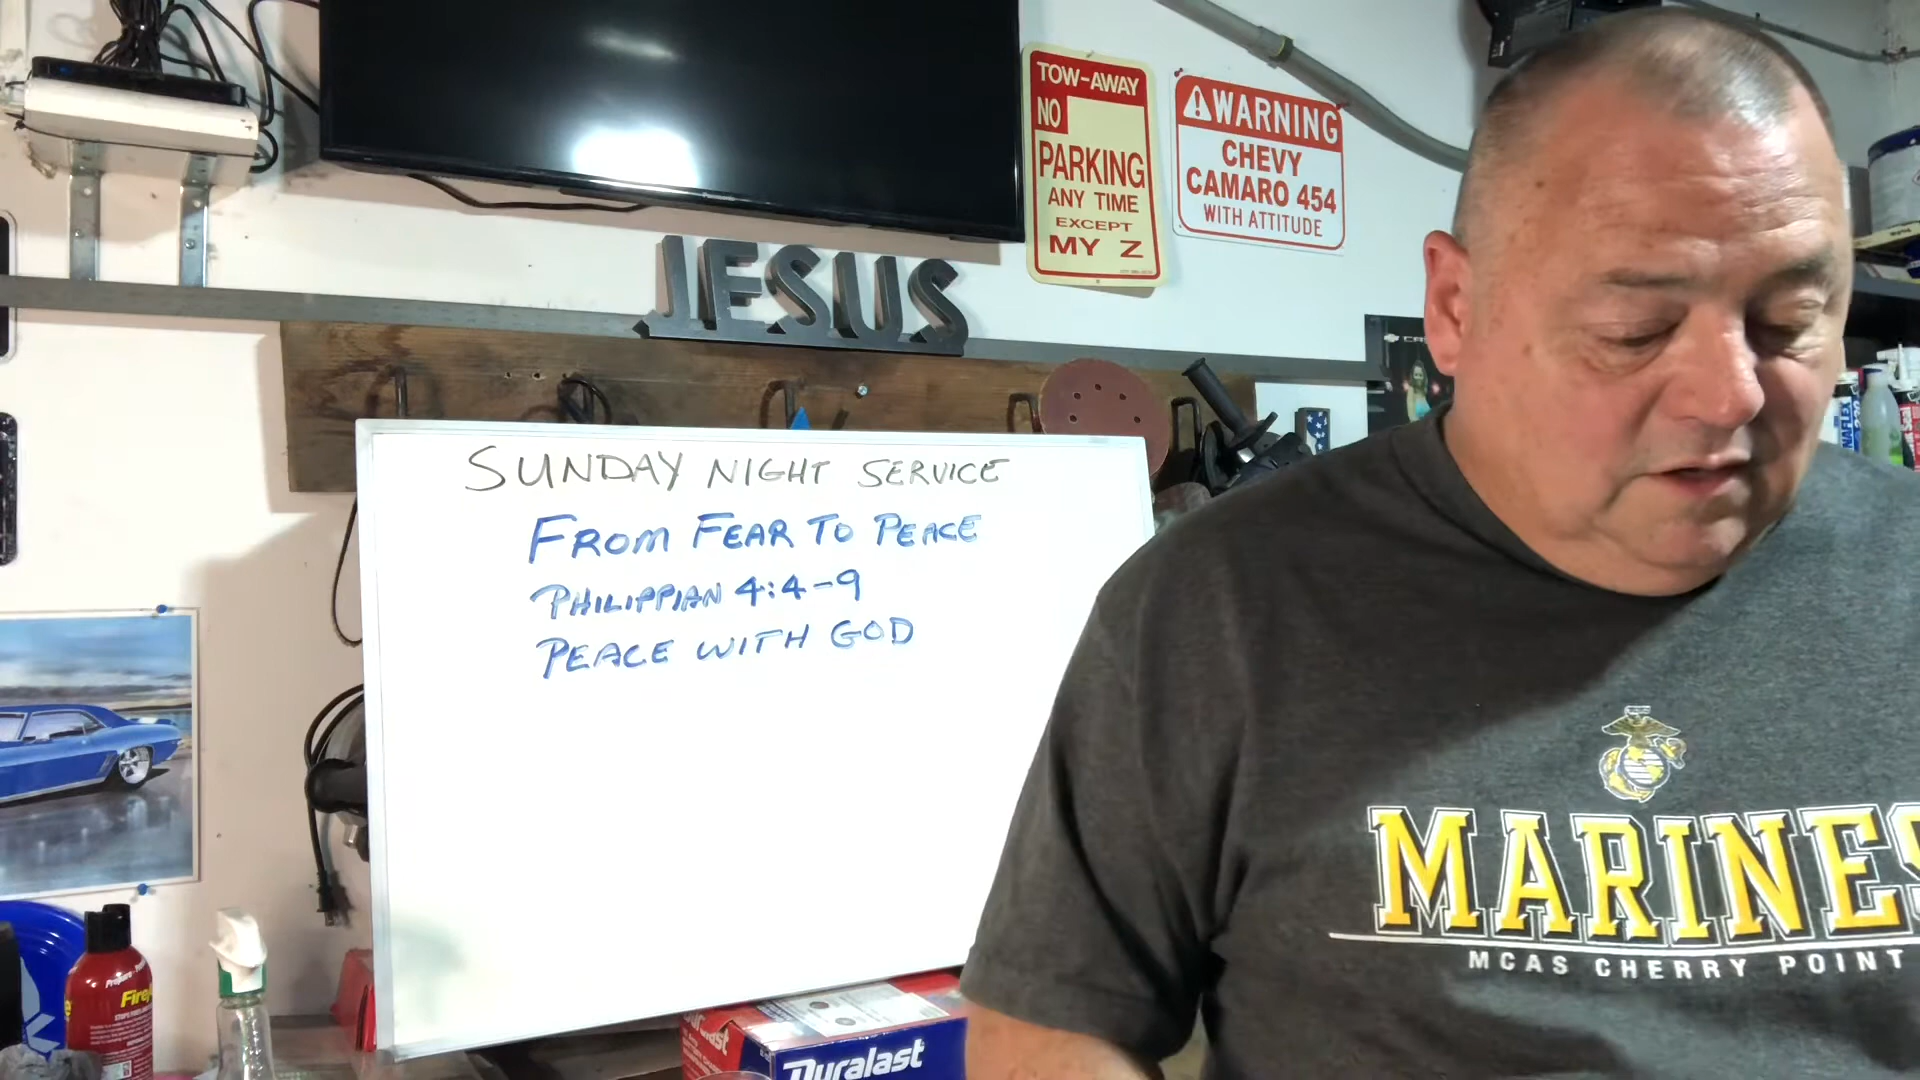 TOW-AWAY
NO
PARKING
ANY TIME
EXCEPT
MY Z
WARNING
CHEVY
CAMARO 454
WITH ATTITUDE
JESUS
SUNDAY NIGHT SERVICE
FROM FEAR TO PEACE
PHILIPPIAN 4:4-9
PEACE WITH GOD
MARINES
MCAS CHERRY POINT
Duralast